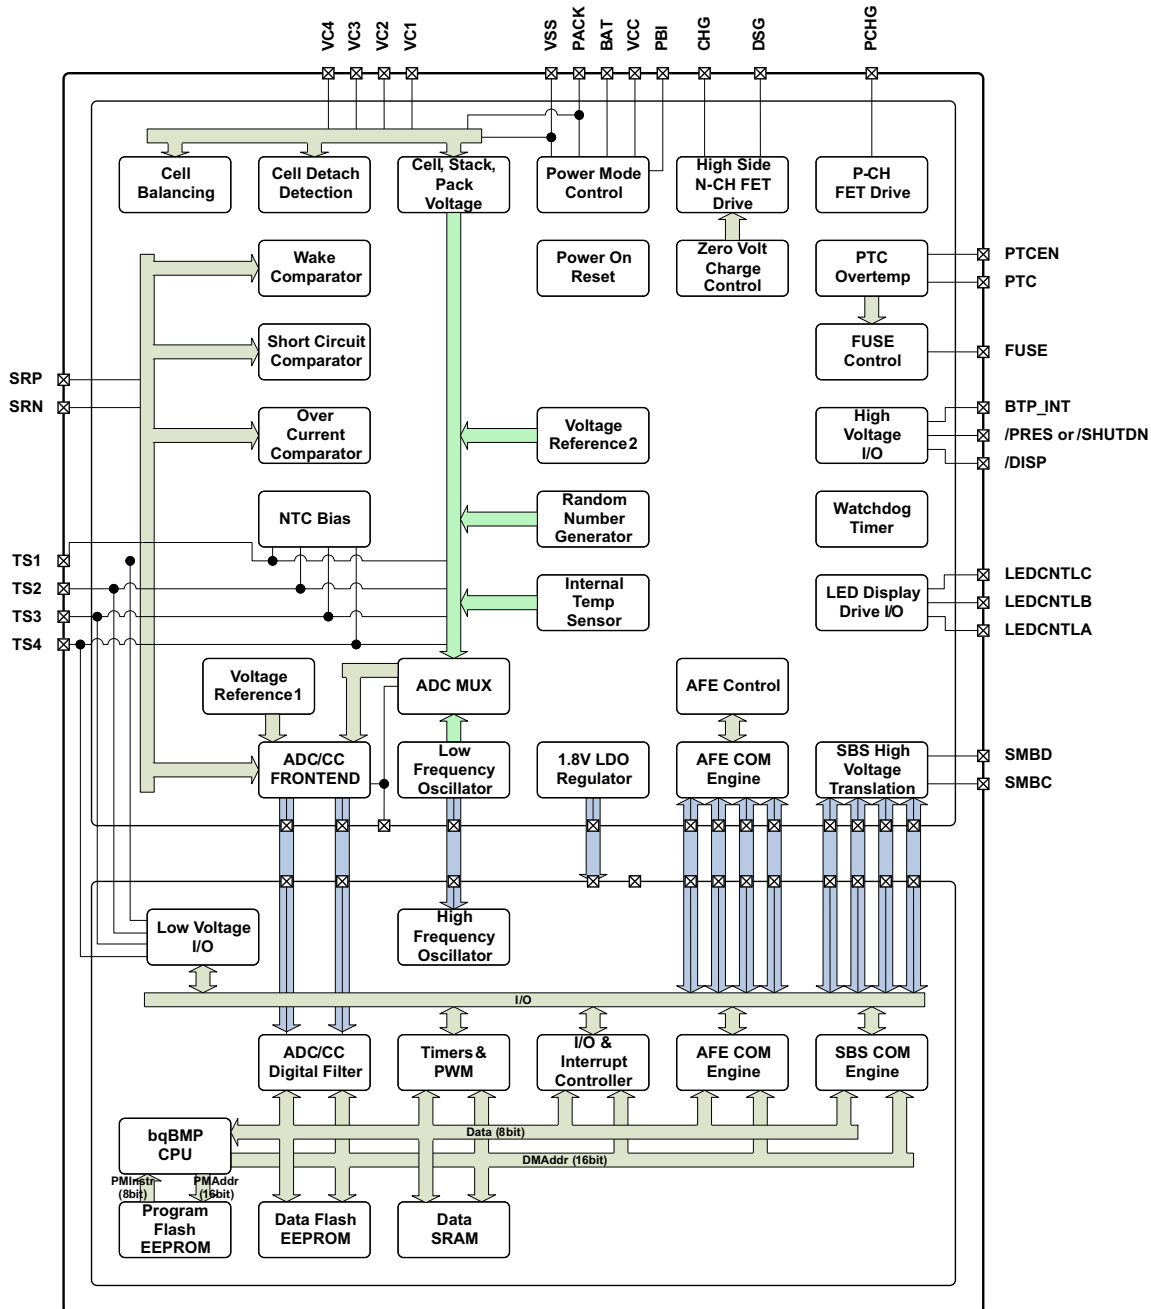 VC4
VC3
VC2
VC1
VSS
PACK
BAT
VCC
PBI
CHG
DSG
PCHG
Cell
Balancing
Cell Detach
Detection
Cell, Stack,
Pack
Voltage
Power Mode
Control
High Side
N-CH FET
Drive
P-CH
FET Drive
Wake
Comparator
Power On
Reset
Zero Volt
Charge
Control
PTC
Overtemp
PTCEN
PTC
Short Circuit
Comparator
FUSE
Control
FUSE
SRP
SRN
Over
Current
Comparator
Voltage
Reference2
High
Voltage
I/O
BTP_INT
/PRES or /SHUTDN
/DISP
NTC Bias
Random
Number
Generator
Watchdog
Timer
TS1
TS2
TS3
TS4
Internal
Temp
Sensor
LED Display
Drive I/O
LEDCNTLC
LEDCNTLB
LEDCNTLA
Voltage
Reference1
ADC MUX
AFE Control
ADC/CC
FRONTEND
Low
Frequency
Oscillator
1.8V LDO
Regulator
AFE COM
Engine
SBS High
Voltage
Translation
SMBD
SMBC
Low Voltage
I/O
High
Frequency
Oscillator
I/O
ADC/CC
Digital Filter
Timers&
PWM
I/O &
Interrupt
Controller
AFE COM
Engine
SBS COM
Engine
bqBMP
CPU
Data (8bit)
DMAddr (16bit)
PMInstr
(8bit)
PMAddr
(16bit)
Program
Flash
EEPROM
Data Flash
EEPROM
Data
SRAM